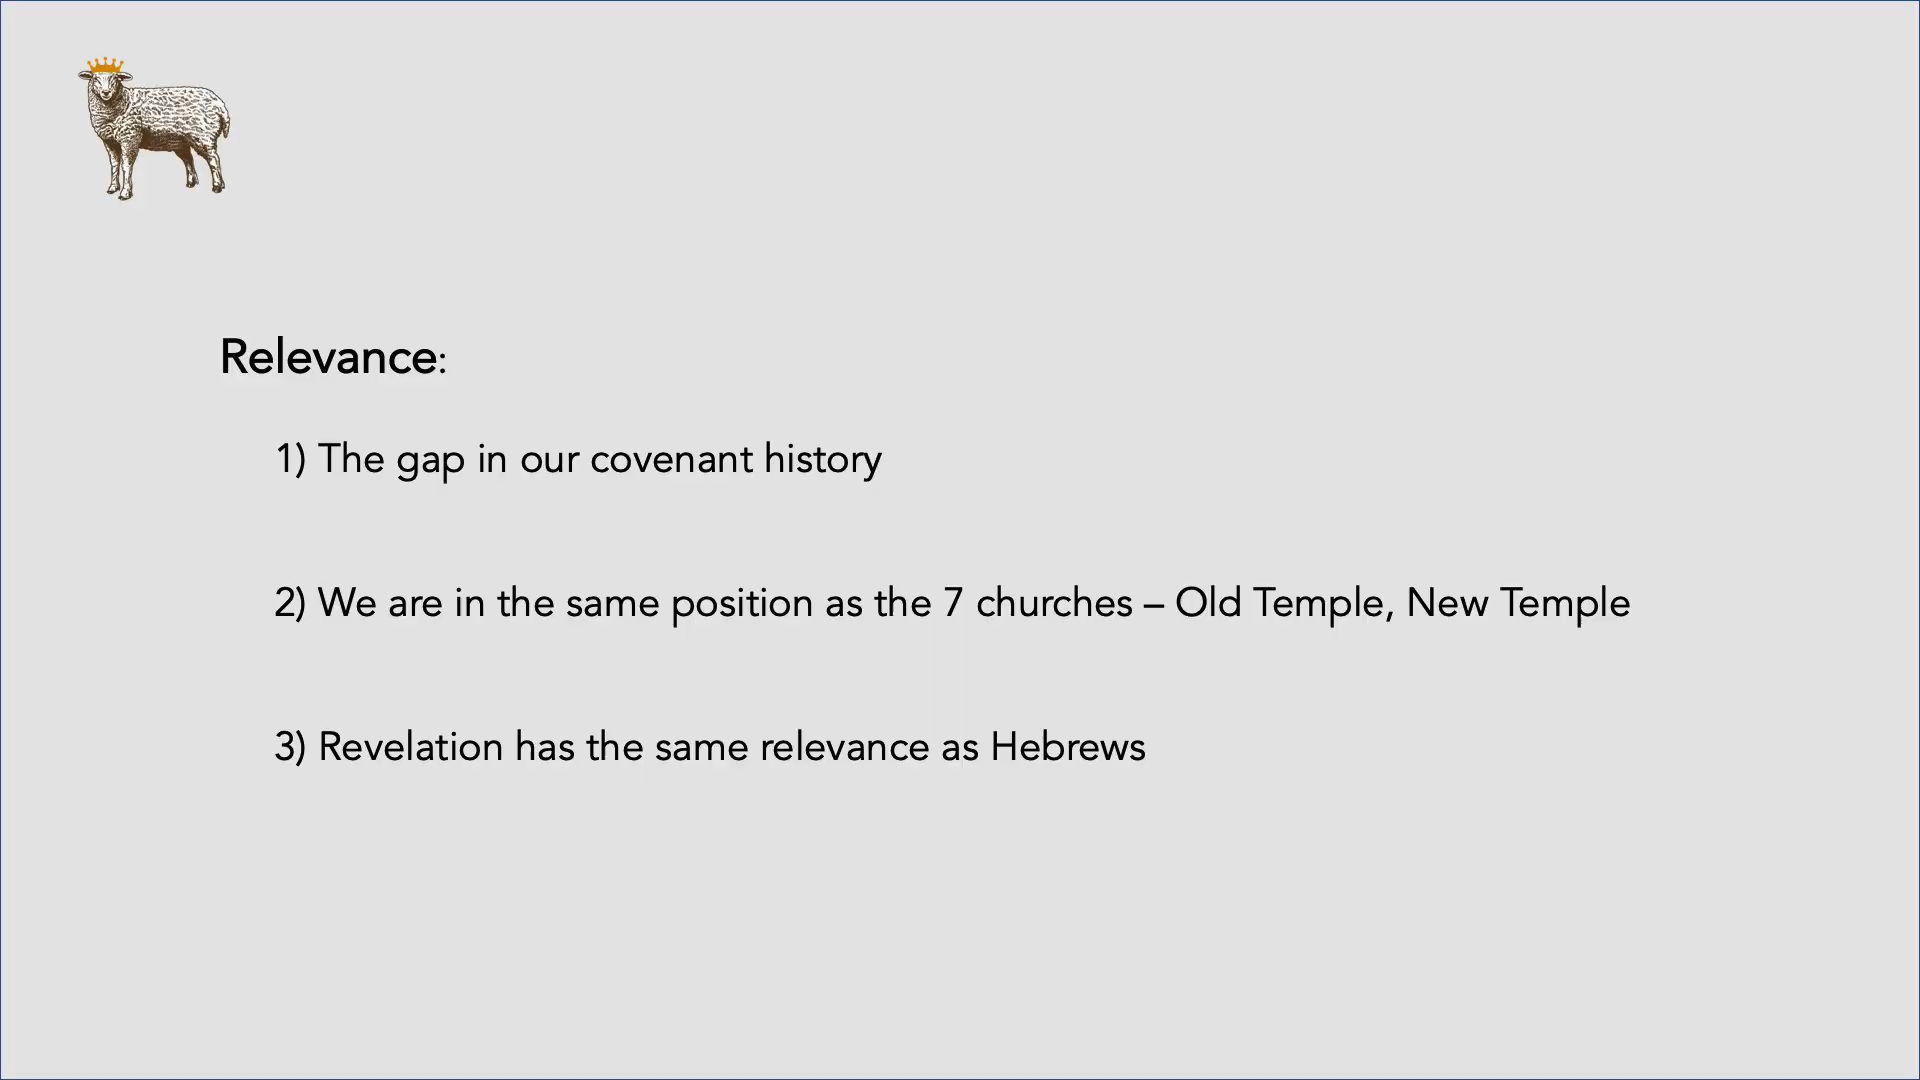 Relevance:
1) The gap in our covenant history
2) We are in the same position as the 7 churches – Old Temple, New Temple
3) Revelation has the same relevance as Hebrews